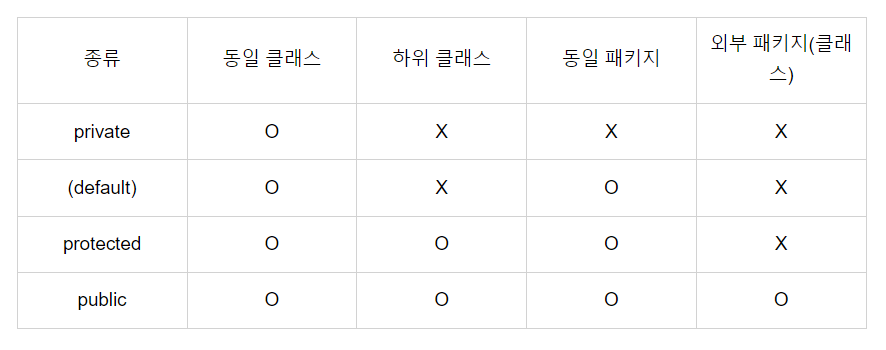 종류 동일 클래스 하위 클래스 동일 패키지 외부 패키지(클래
스)
private O X X X
(default) O X O X
protected O O O X
public O O O O